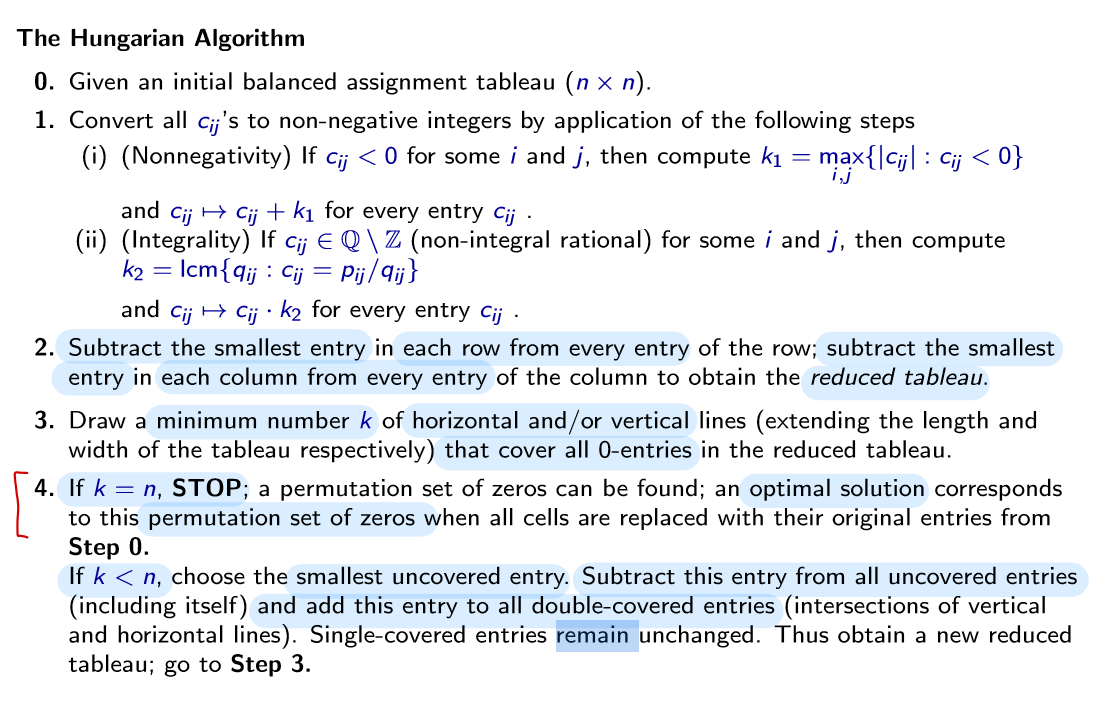 The Hungarian Algorithm
0. Given an initial balanced assignment tableau (n × n).
1. Convert all c_{ij}'s to non-negative integers by application of the following steps
(i) (Nonnegativity) If c_{ij} < 0 for some i and j, then compute k_1 = max_{i,j}{|c_{ij}| : c_{ij} < 0}
and c_{ij} ↦ c_{ij} + k_1 for every entry c_{ij} .
(ii) (Integrality) If c_{ij} ∈ ℚ \ ℤ (non-integral rational) for some i and j, then compute
k_2 = lcm{q_{ij} : c_{ij} = p_{ij}/q_{ij}}
and c_{ij} ↦ c_{ij} · k_2 for every entry c_{ij} .
2. Subtract the smallest entry in each row from every entry of the row; subtract the smallest
entry in each column from every entry of the column to obtain the reduced tableau.
3. Draw a minimum number k of horizontal and/or vertical lines (extending the length and
width of the tableau respectively) that cover all 0-entries in the reduced tableau.
4. If k = n, STOP; a permutation set of zeros can be found; an optimal solution corresponds
to this permutation set of zeros when all cells are replaced with their original entries from
Step 0.
If k < n, choose the smallest uncovered entry. Subtract this entry from all uncovered entries
(including itself) and add this entry to all double-covered entries (intersections of vertical
and horizontal lines). Single-covered entries remain unchanged. Thus obtain a new reduced
tableau; go to Step 3.